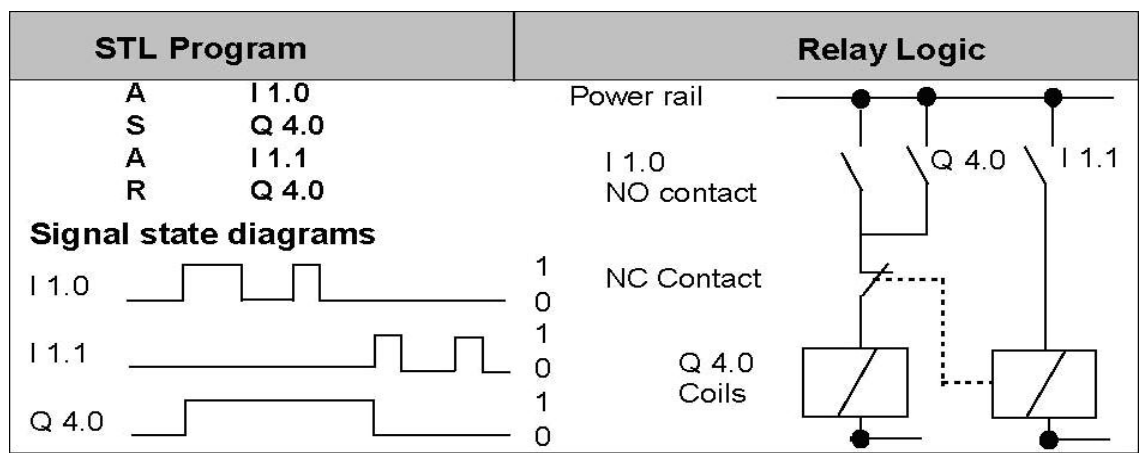 STL Program
A I 1.0
S Q 4.0
A I 1.1
R Q 4.0
Signal state diagrams
I 1.0
1
0
I 1.1
1
0
Q 4.0
1
0
Relay Logic
Power rail
I 1.0
NO contact
Q 4.0
I 1.1
NC Contact
Q 4.0
Coils